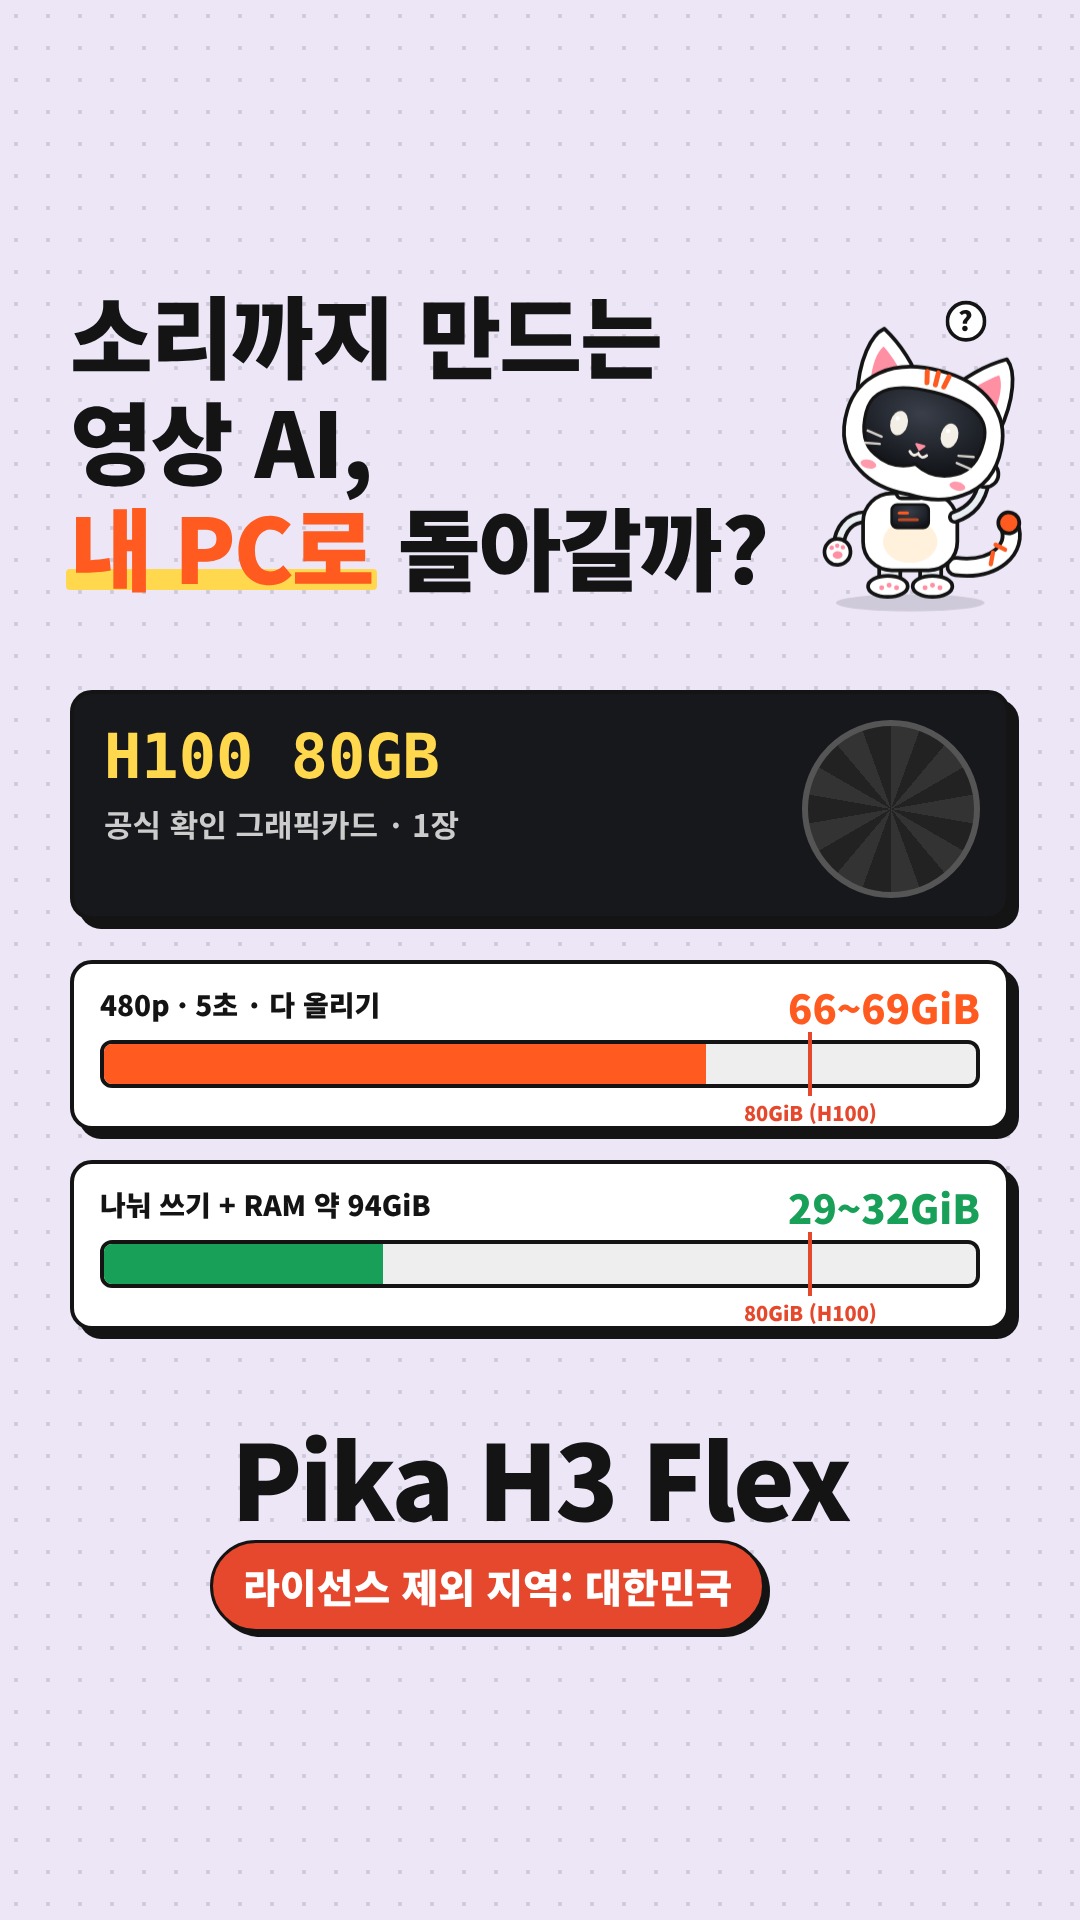 소리까지 만드는
?
영상 AI,
내 PC로 돌아갈까?
H100 80GB
공식 확인 그래픽카드 · 1장
480p · 5초 · 다 올리기
66~69GiB
80GiB (H100)
나눠 쓰기 + RAM 약 94GiB
29~32GiB
80GiB (H100)
Pika H3 Flex
라이선스 제외 지역: 대한민국